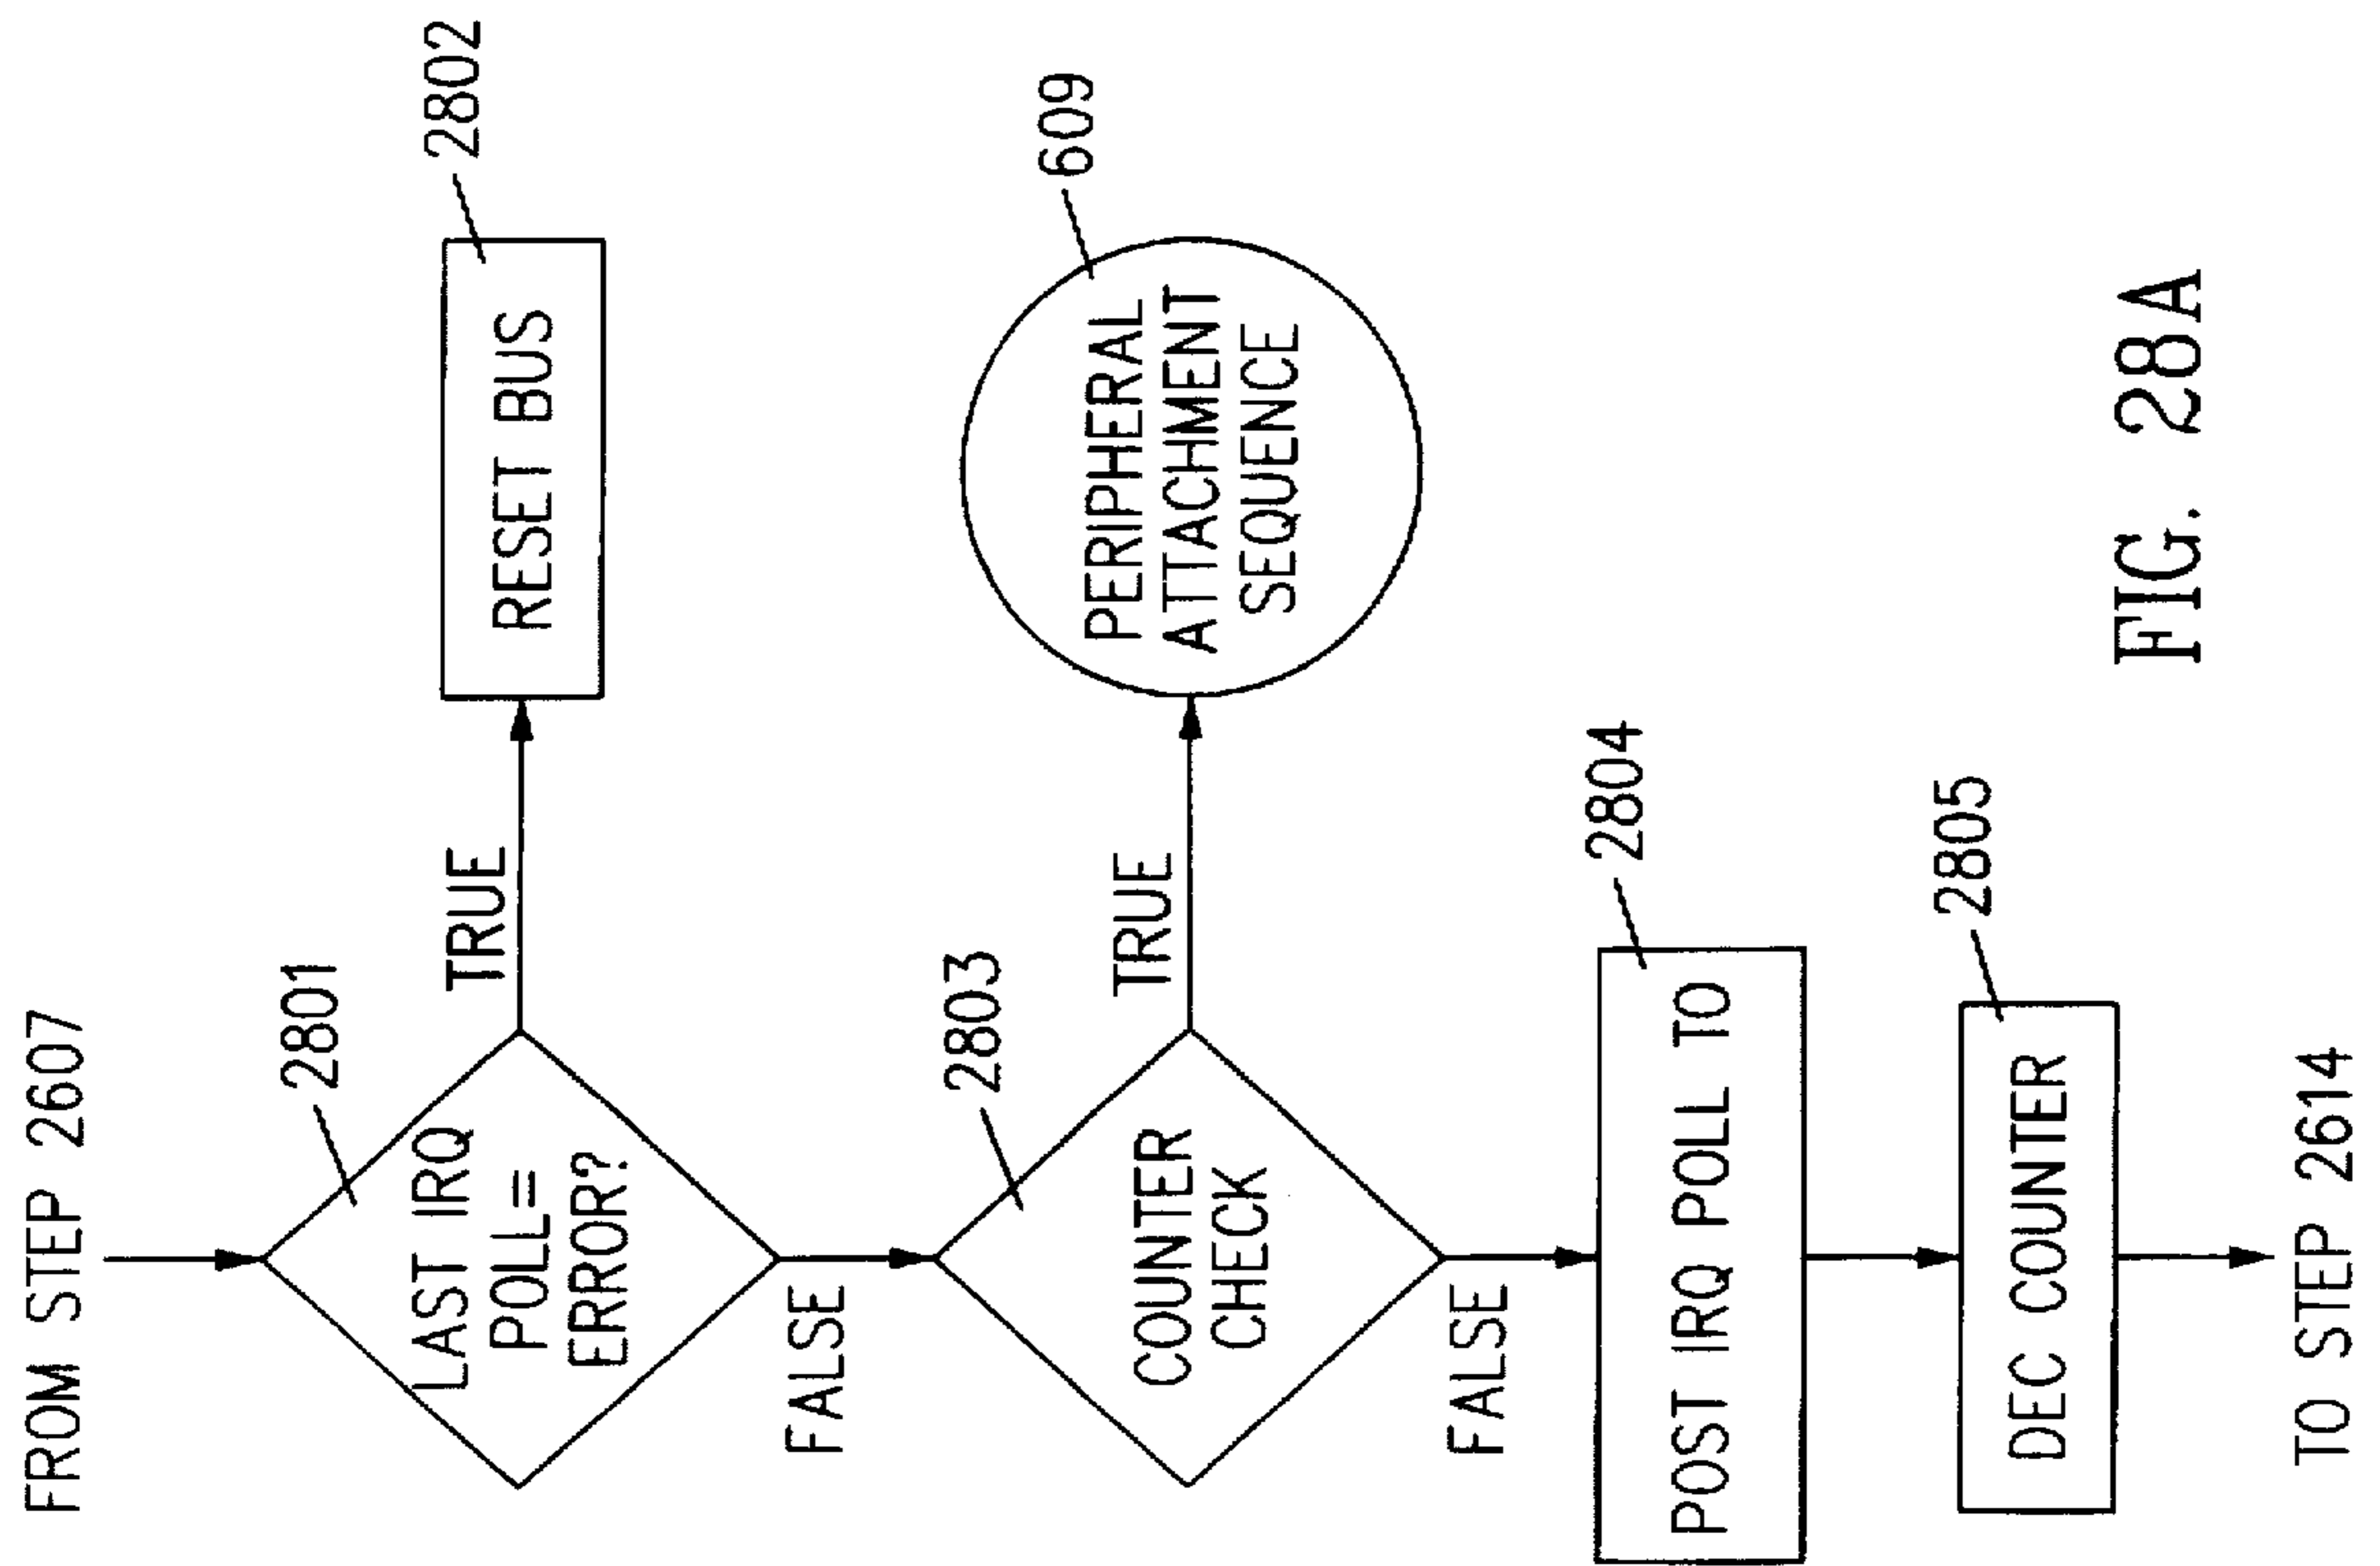 FROM STEP 2607
2801
LAST IRQ
POLL=
ERROR?
TRUE
RESET BUS
2802
FALSE
2803
COUNTER
CHECK
TRUE
PERIPHERAL
ATTACHMENT
SEQUENCE
609
FALSE
2804
POST IRQ POLL TO
2805
DEC COUNTER
TO STEP 2614
FIG. 28A